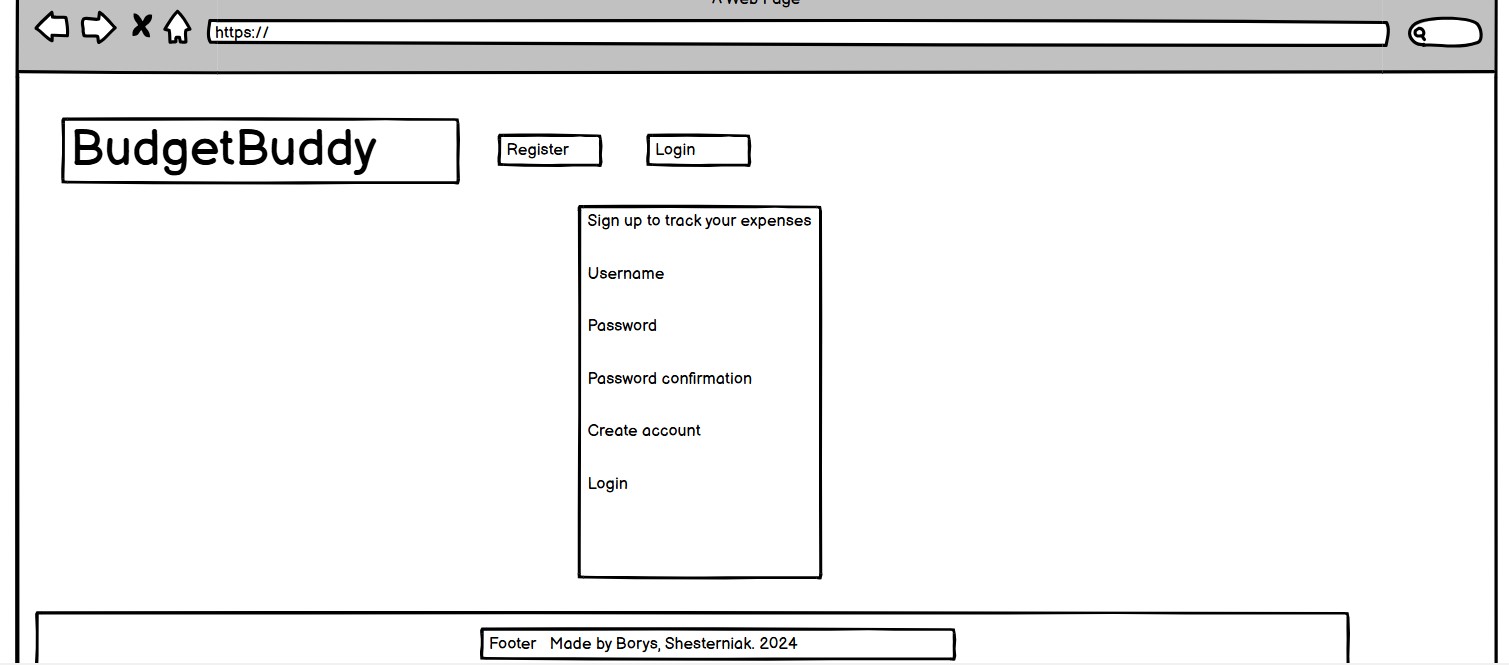 A Web Page
https://
BudgetBuddy
Register
Login
Sign up to track your expenses
Username
Password
Password confirmation
Create account
Login
Footer Made by Borys, Shesterniak. 2024